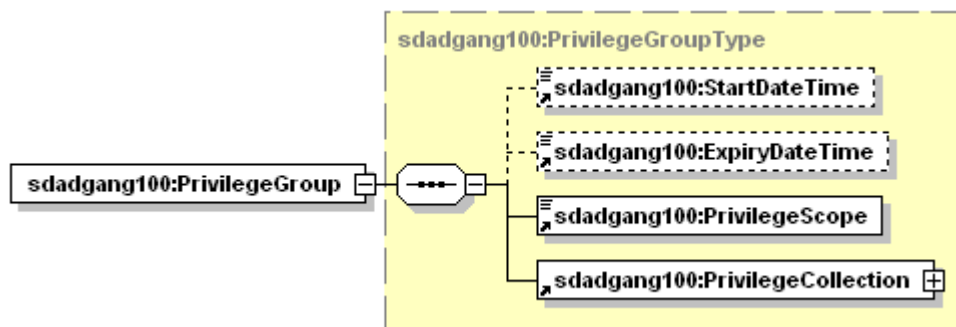 sdadgang100:PrivilegeGroupType
sdadgang100:StartDateTime
sdadgang100:ExpiryDateTime
sdadgang100:PrivilegeGroup
sdadgang100:PrivilegeScope
sdadgang100:PrivilegeCollection